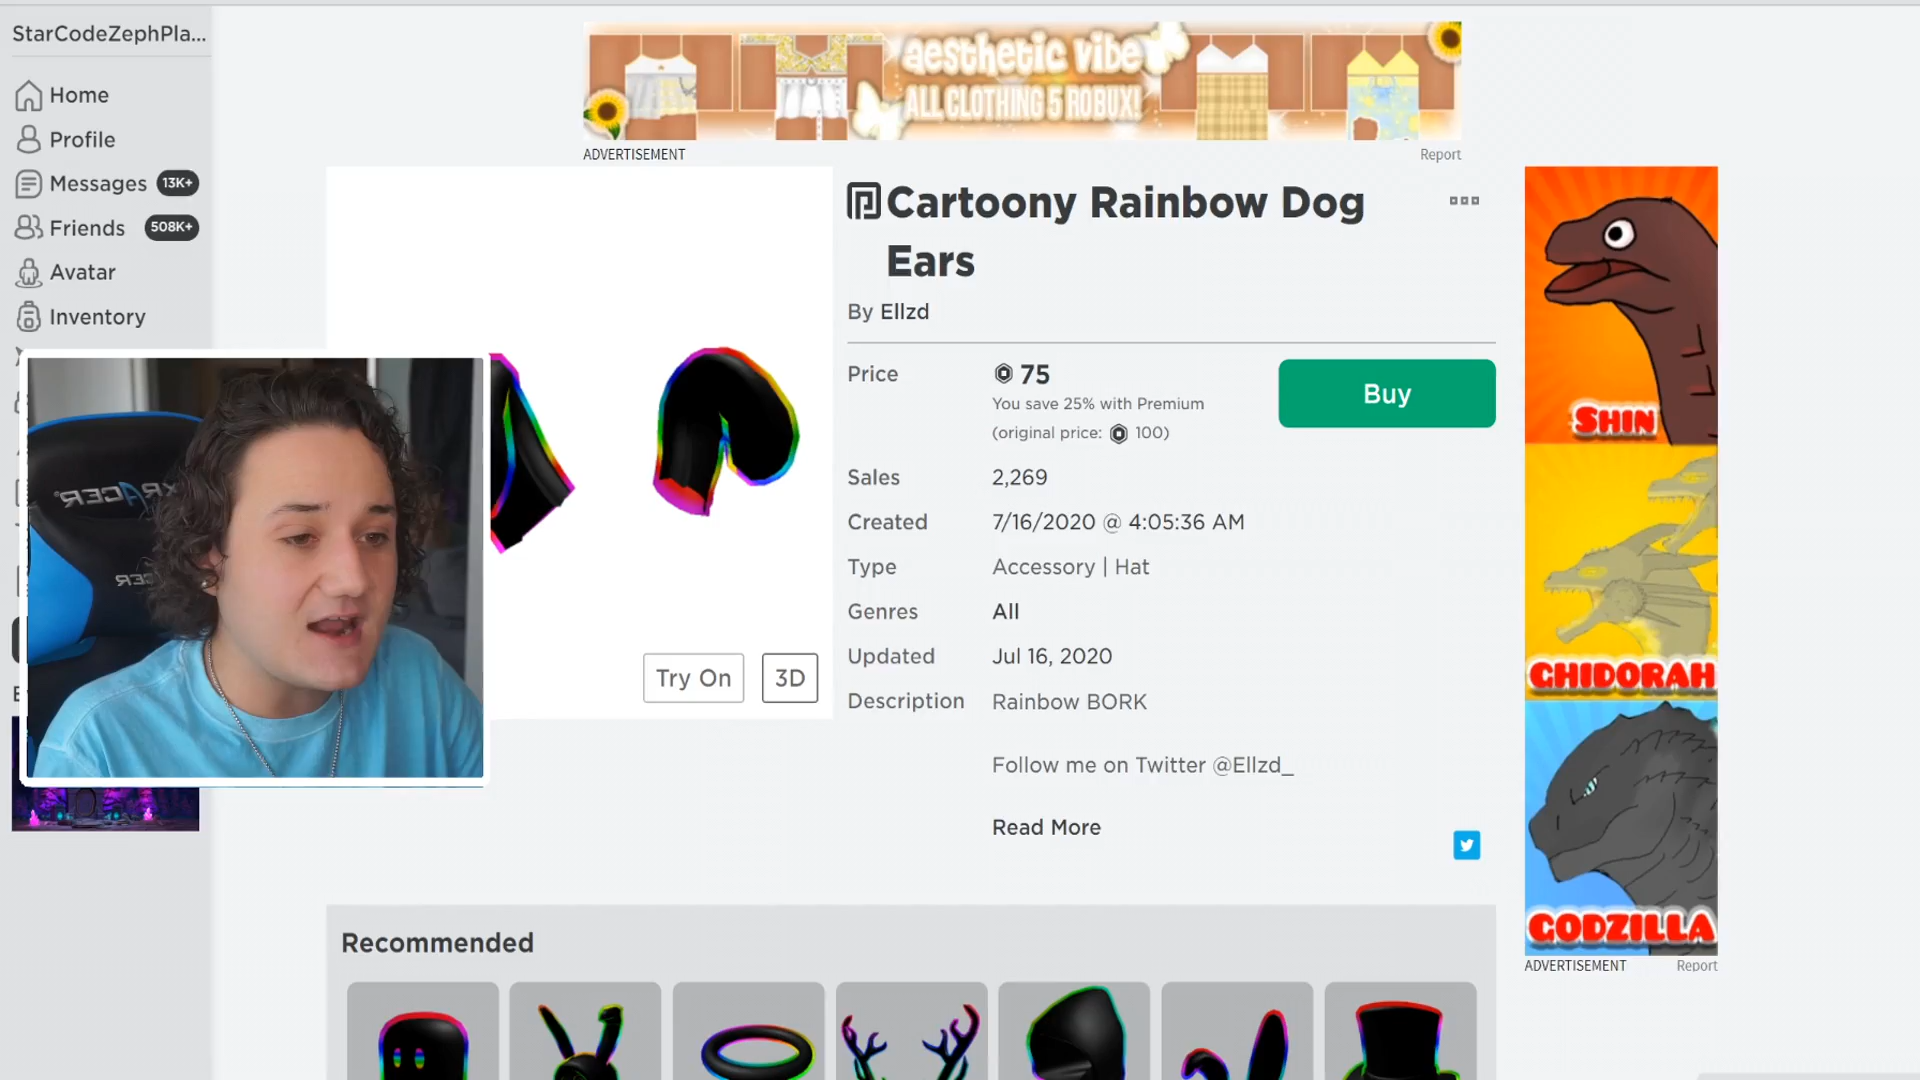 StarCodeZephPla...
Home
Profile
Messages 13K+
Friends 508K+
Avatar
Inventory
aesthetic vibe
ALL CLOTHING 5 ROBUX!
ADVERTISEMENT Report
Cartoony Rainbow Dog
Ears
By Ellzd
Price 75
Buy
You save 25% with Premium
(original price: 100)
Sales 2,269
Created 7/16/2020 @ 4:05:36 AM
Type Accessory | Hat
Genres All
Updated Jul 16, 2020
Description Rainbow BORK
Follow me on Twitter @Ellzd_
Read More
Try On 3D
Recommended
SHIN
GHIDORAH
GODZILLA
ADVERTISEMENT Report